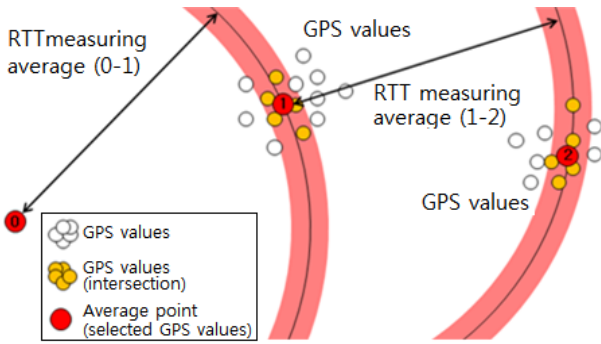 RTTmeasuring
average (0-1)
GPS values
1
RTT measuring
average (1-2)
2
GPS values
0
GPS values
GPS values
(intersection)
Average point
(selected GPS values)